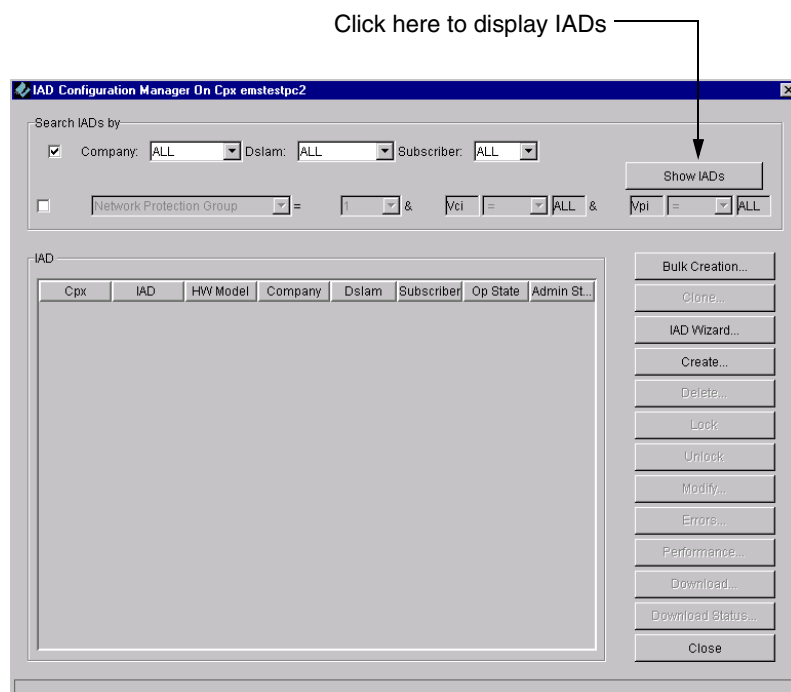 Click here to display IADs
IAD Configuration Manager On Cpx emstestpc2
Search IADs by
Company: ALL Dslam: ALL Subscriber: ALL
Show IADs
Network Protection Group = 1 & Vci = ALL & Vpi = ALL
IAD
Cpx IAD HW Model Company Dslam Subscriber Op State Admin St...
Bulk Creation...
Clone...
IAD Wizard...
Create...
Delete...
Lock
Unlock
Modify...
Errors...
Performance...
Download...
Download Status...
Close